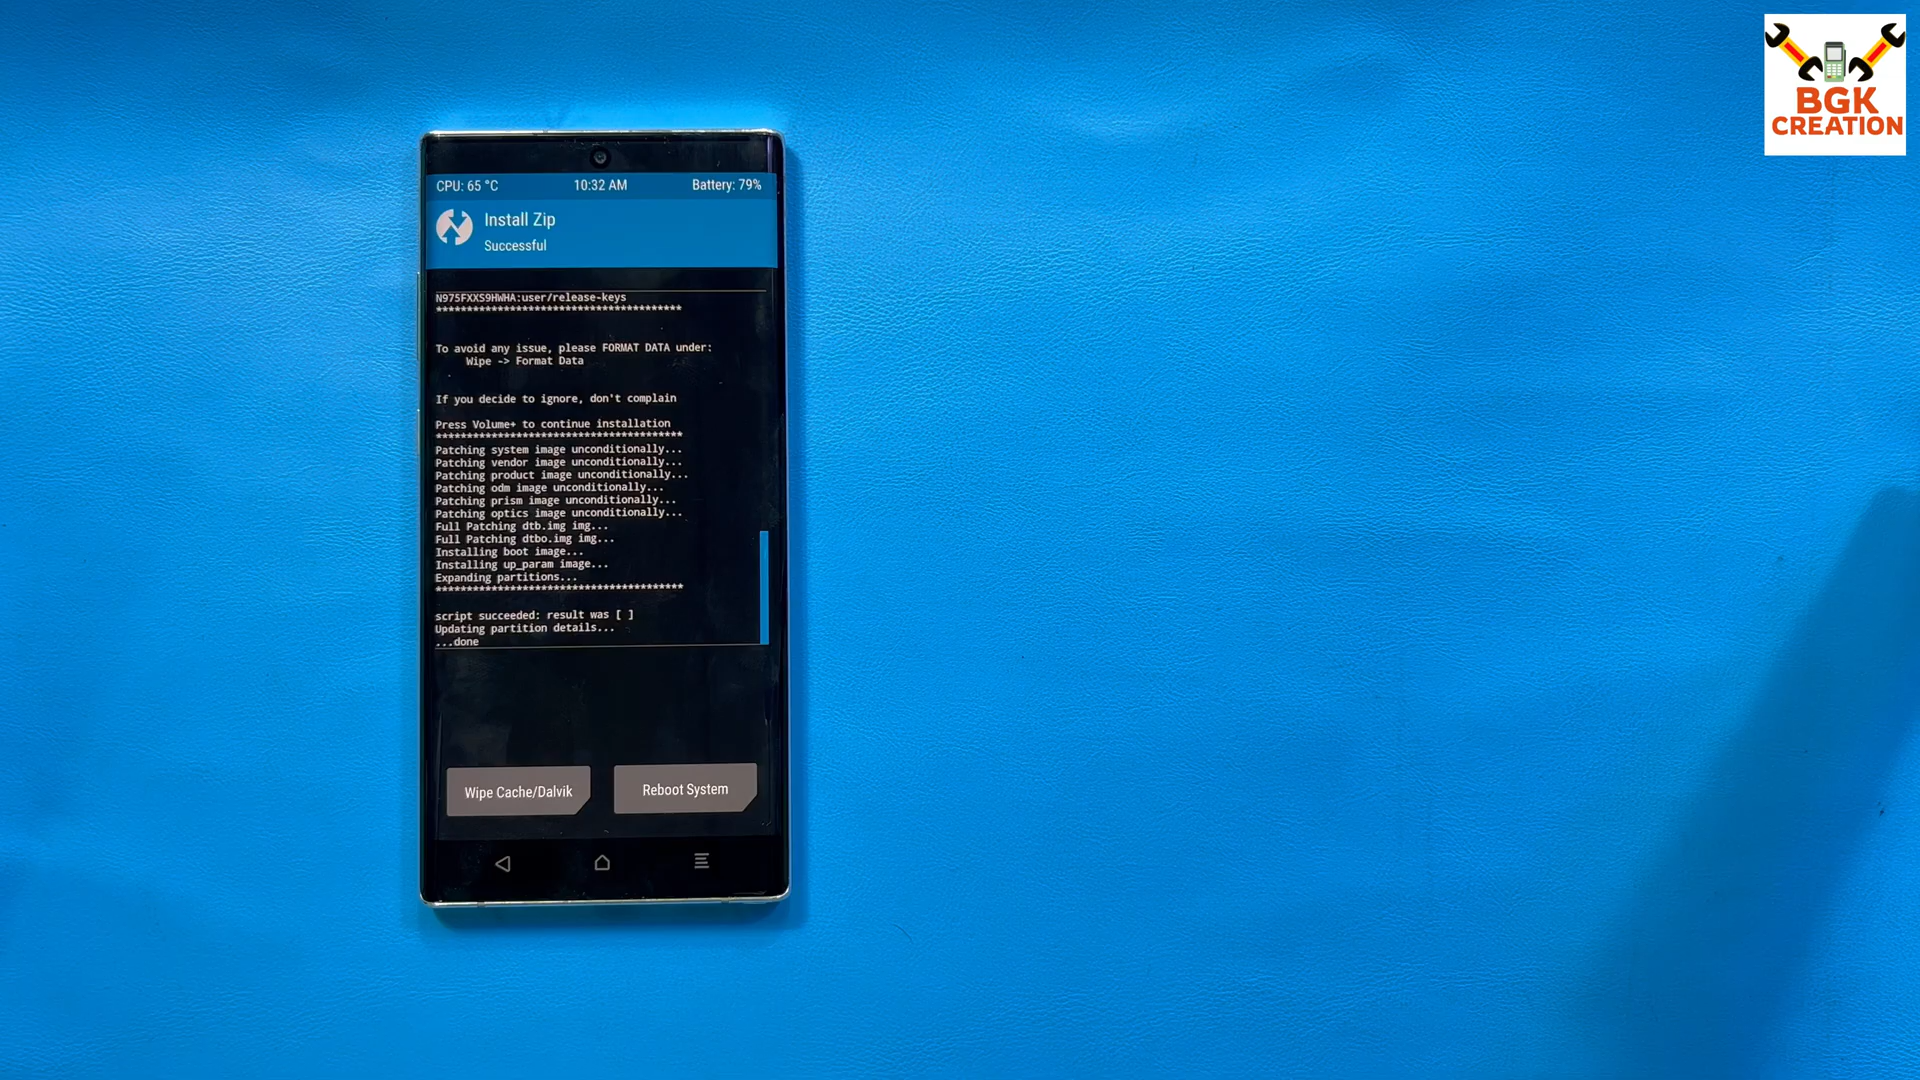 CPU: 65 °C 10:32 AM Battery: 79%
Install Zip
Successful
N975FXXS9HWHA:user/release-keys
****************************************
To avoid any issue, please FORMAT DATA under:
Wipe -> Format Data
If you decide to ignore, don't complain
Press Volume+ to continue installation
****************************************
Patching system image unconditionally...
Patching vendor image unconditionally...
Patching product image unconditionally...
Patching odm image unconditionally...
Patching prism image unconditionally...
Patching optics image unconditionally...
Full Patching dtb.img img...
Full Patching dtbo.img img...
Installing boot image...
Installing up_param image...
Expanding partitions...
****************************************
script succeeded: result was [ ]
Updating partition details...
...done
Wipe Cache/Dalvik Reboot System
BGK
CREATION